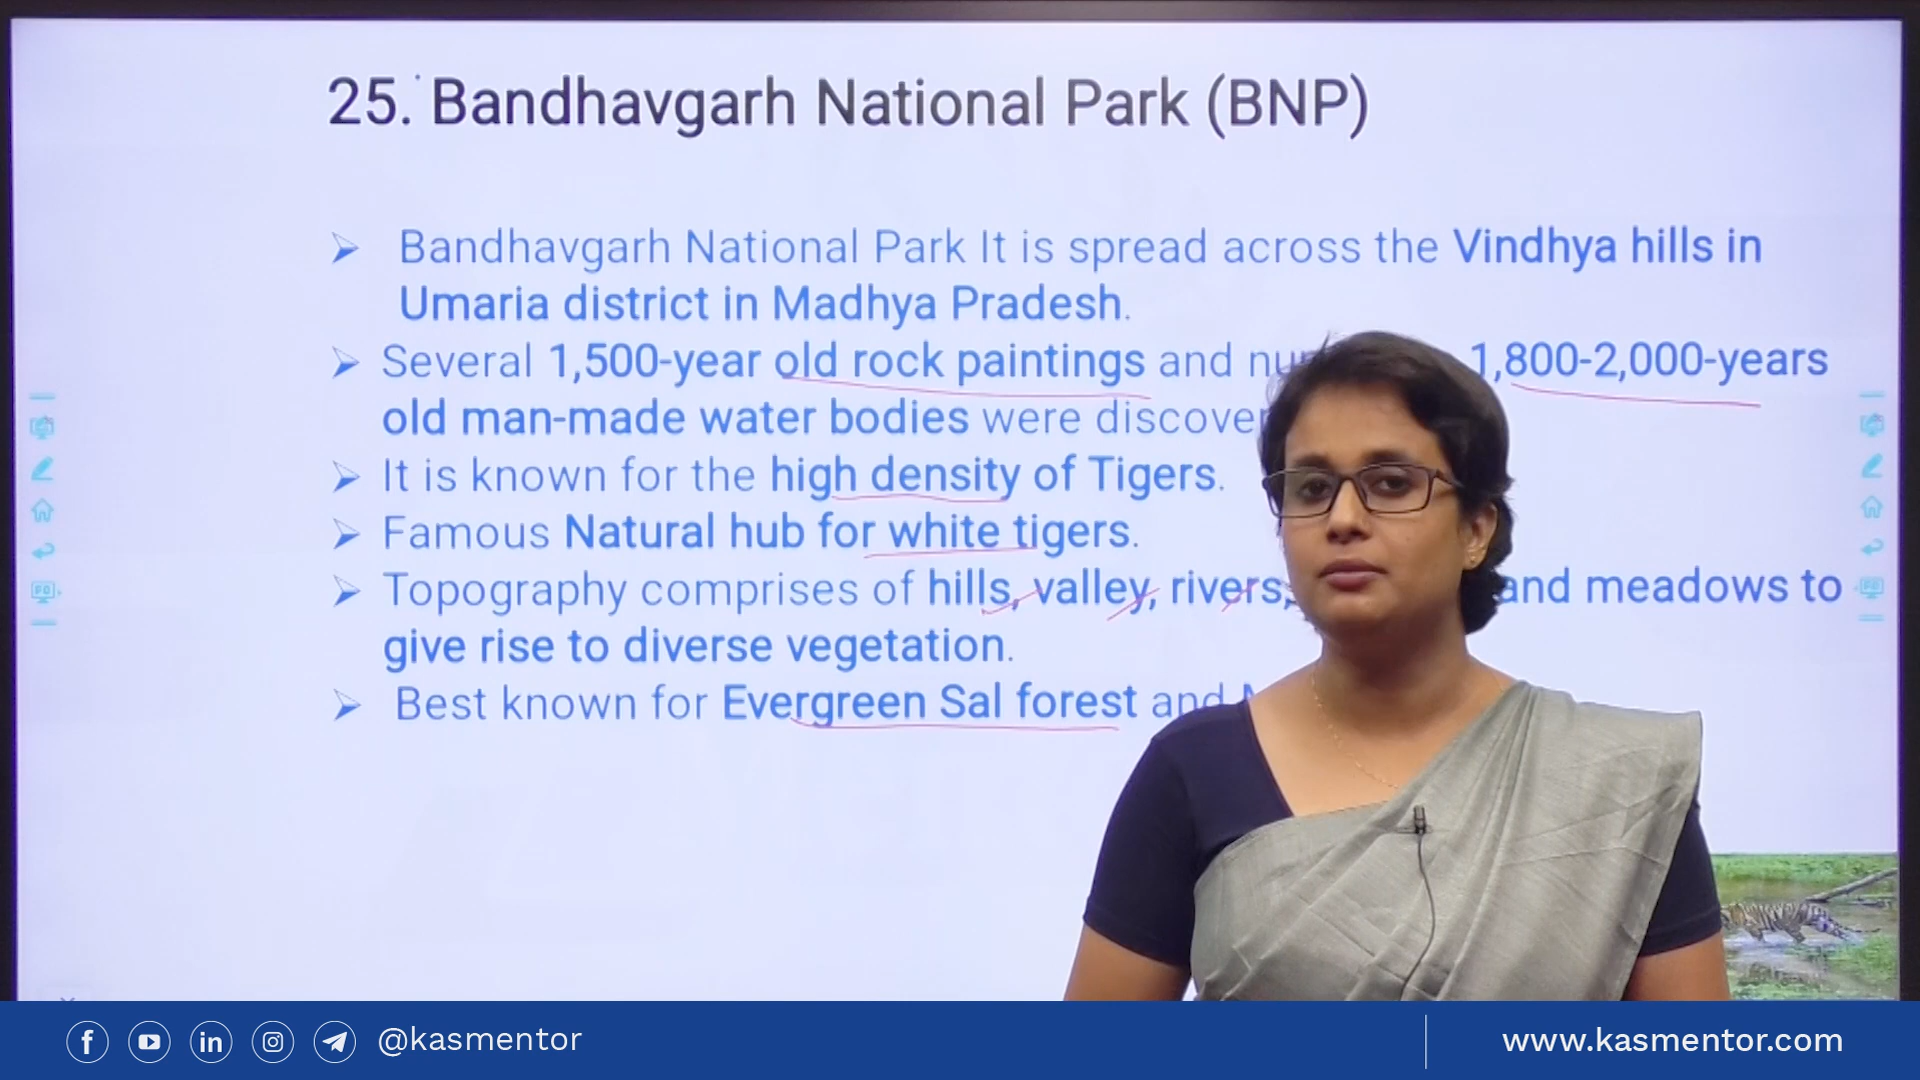 25. Bandhavgarh National Park (BNP)
Bandhavgarh National Park It is spread across the Vindhya hills in
Umaria district in Madhya Pradesh.
Several 1,500-year old rock paintings and 1,800-2,000-years
old man-made water bodies were
It is known for the high density of Tigers.
Famous Natural hub for white tigers.
Topography comprises of hills, valley, rivers, and meadows to
give rise to diverse vegetation.
Best known for Evergreen Sal forest and
@kasmentor
www.kasmentor.com